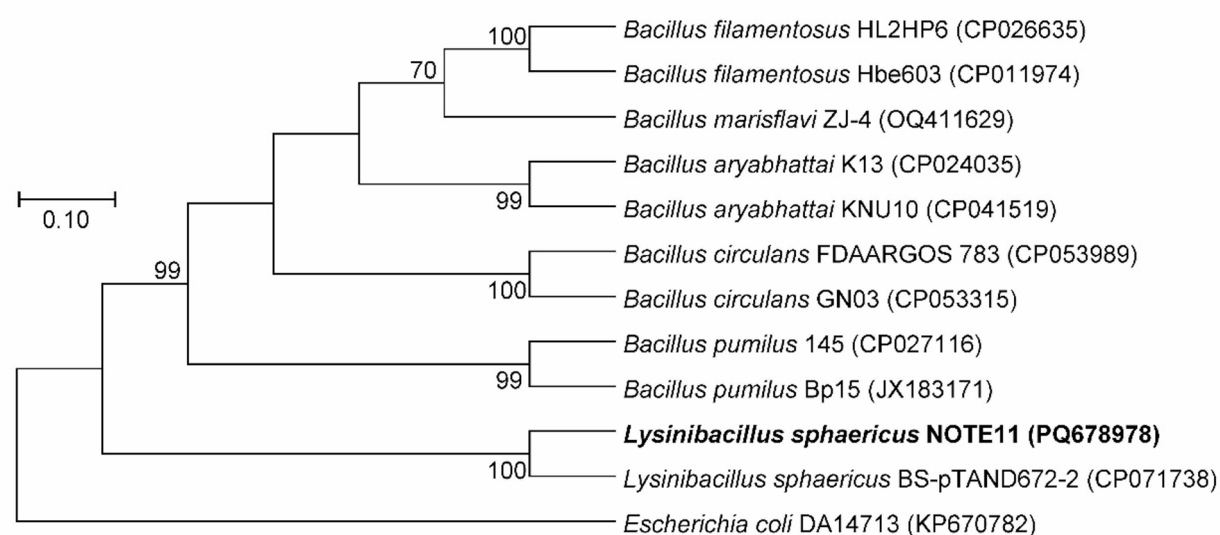 100
Bacillus filamentosus HL2HP6 (CP026635)
70
Bacillus filamentosus Hbe603 (CP011974)
Bacillus marisflavi ZJ-4 (OQ411629)
Bacillus aryabhattai K13 (CP024035)
99
Bacillus aryabhattai KNU10 (CP041519)
0.10
Bacillus circulans FDAARGOS 783 (CP053989)
99
100
Bacillus circulans GN03 (CP053315)
Bacillus pumilus 145 (CP027116)
99
Bacillus pumilus Bp15 (JX183171)
Lysinibacillus sphaericus NOTE11 (PQ678978)
100
Lysinibacillus sphaericus BS-pTAND672-2 (CP071738)
Escherichia coli DA14713 (KP670782)